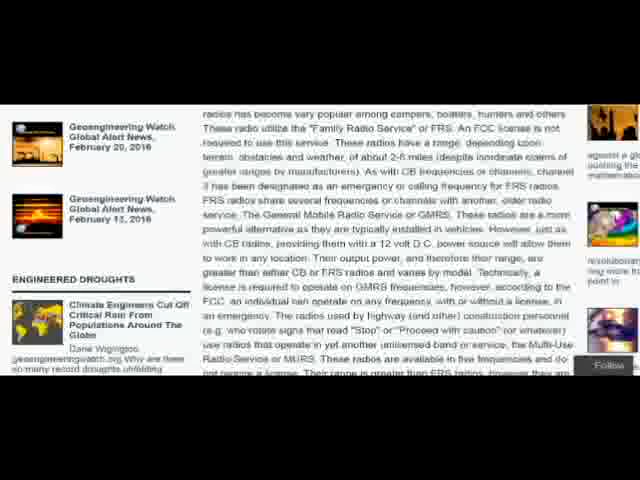 Geoengineering Watch
Global Alert News,
February 20, 2016
Geoengineering Watch
Global Alert News,
February 13, 2016
ENGINEERED DROUGHTS
Climate Engineers Cut Off
Critical Rain From
Populations Around The
Globe
Dane Wigington
geoengineeringwatch.org Why are there
so many record droughts unfolding
radios has become very popular among campers, boaters, hunters and others
These radio utilize the "Family Radio Service" or FRS. An FCC license is not
required to use this service. These radios have a range, depending upon
terrain, obstacles and weather, of about 2-6 miles (despite inordinate claims of
greater ranges by manufacturers). As with CB frequencies or channels, channel
3 has been designated as an emergency or calling frequency for FRS radios.
FRS radios share several frequencies or channels with another, older radio
service, The General Mobile Radio Service or GMRS. These radios are a more
powerful alternative as they are typically installed in vehicles. However, just as
with CB radios, providing them with a 12 volt D.C. power source will allow them
to work in any location. Their output power, and therefore their range, are
greater than either CB or FRS radios and varies by model. Technically, a
license is required to operate on GMRS frequencies, however, according to the
FCC, an individual can operate on any frequency, with or without a license, in
an emergency. The radios used by highway (and other) construction personnel
(e.g. who rotate signs that read "Stop" or "Proceed with caution" (or whatever)
use radios that operate in yet another unlicensed band or service, the Multi-Use
Radio Service or MURS. These radios are available in five frequencies and do
not require a license. Their range is greater than FRS radios, however they are
against a glo
pushing the
mathematic
revolutionary
ring more fr
point in
Follow